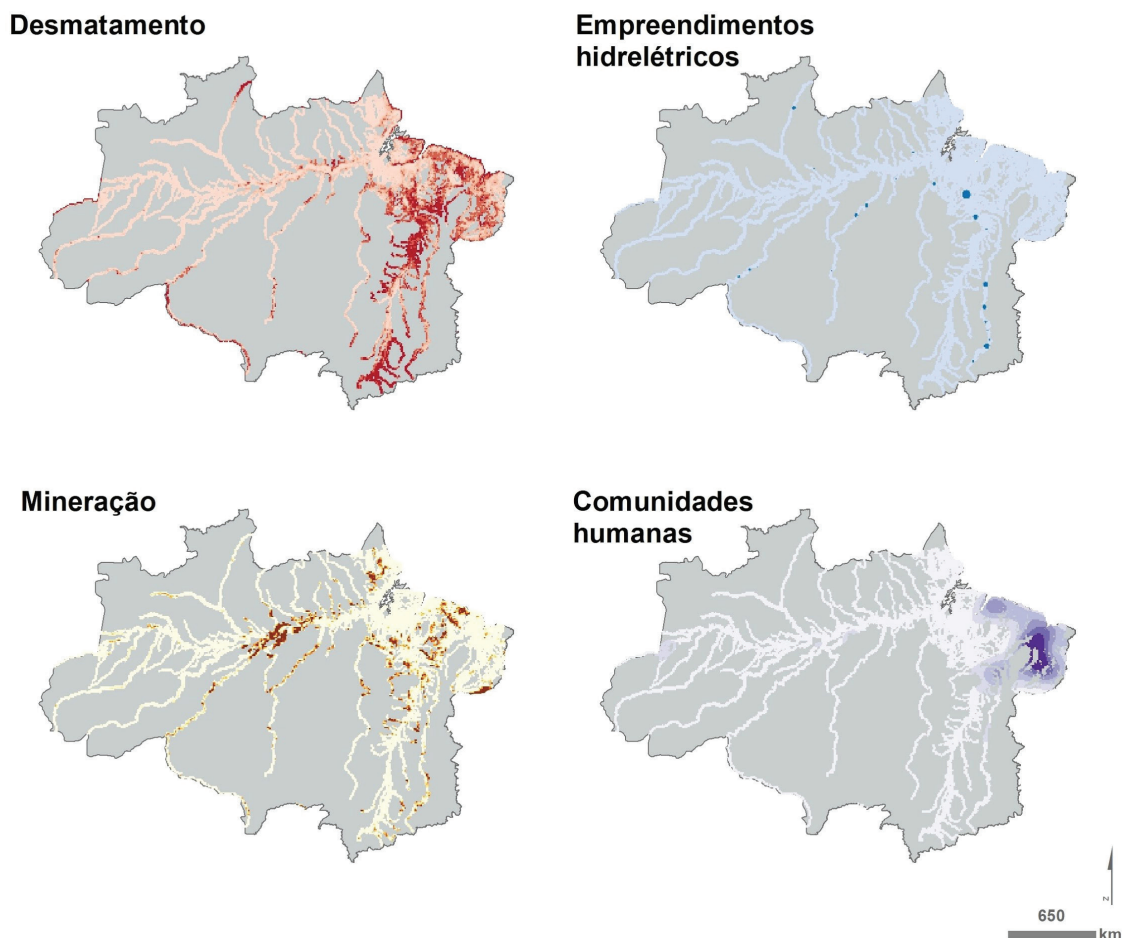 Desmatamento
Empreendimentos
hidrelétricos
Mineração
Comunidades
humanas
N
650
km